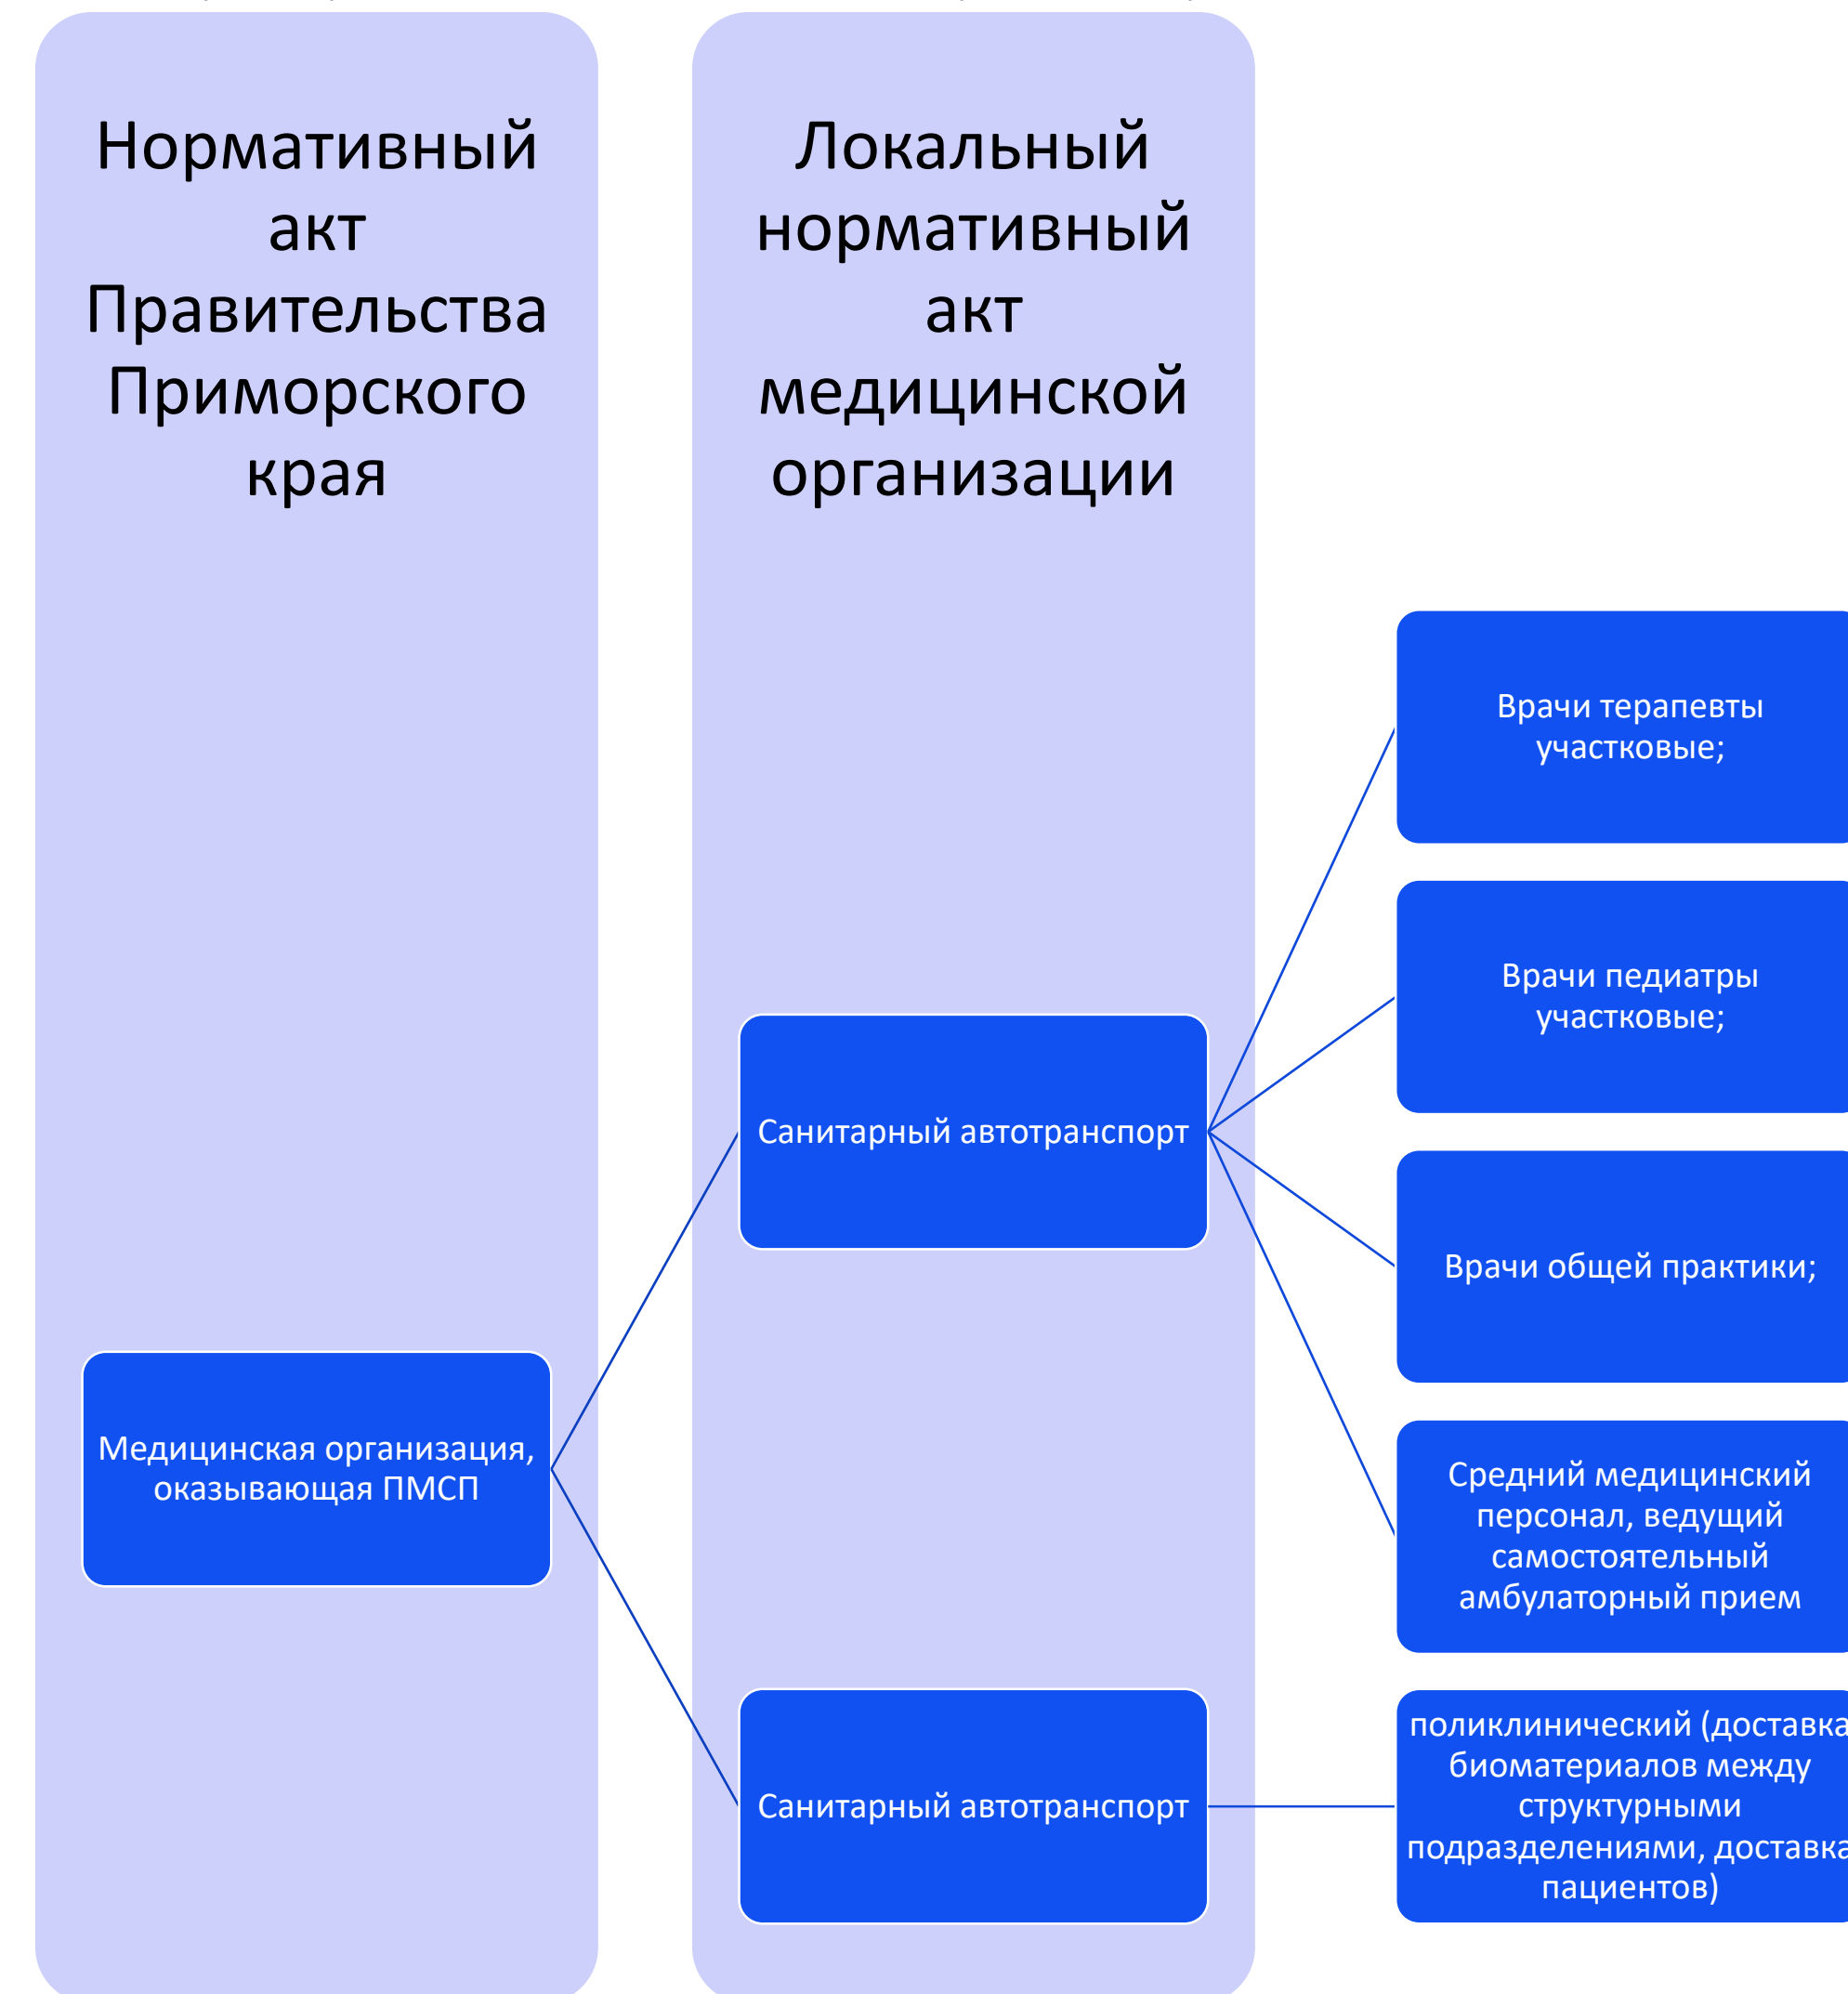 Нормативный
акт
Правительства
Приморского
края
Локальный
нормативный
акт
медицинской
организации
Медицинская организация,
оказывающая ПМСП
Санитарный автотранспорт
Санитарный автотранспорт
Врачи терапевты
участковые;
Врачи педиатры
участковые;
Врачи общей практики;
Средний медицинский
персонал, ведущий
самостоятельный
амбулаторный прием
поликлинический (доставка
биоматериалов между
структурными
подразделениями, доставка
пациентов)